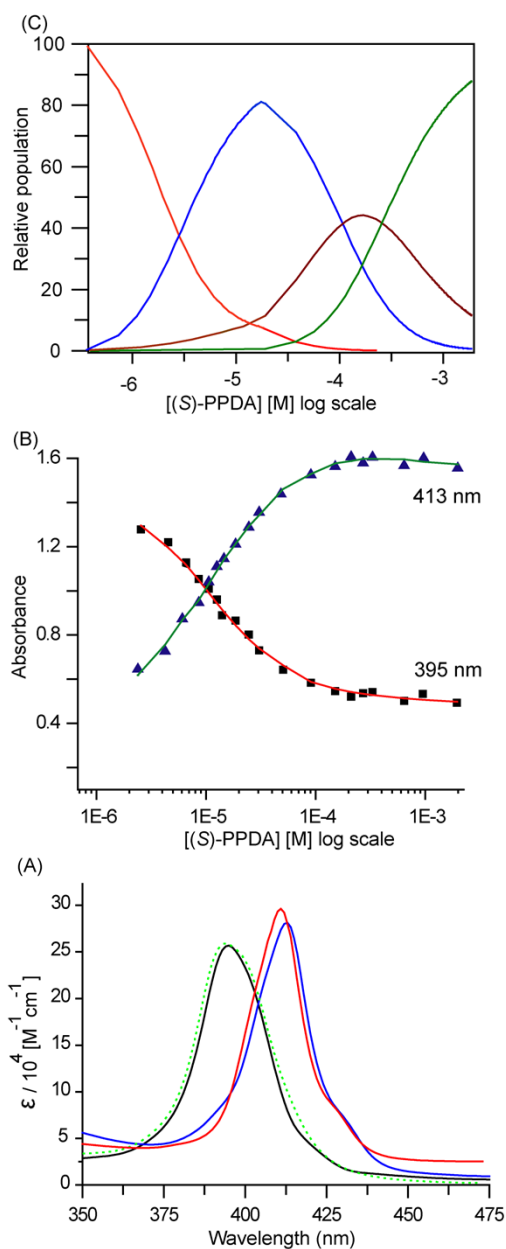 (C)
100
80
60
40
20
0
Relative population
-6 -5 -4 -3
[(S)-PPDA] [M] log scale
(B)
1.6
1.2
0.8
0.4
Absorbance
413 nm
395 nm
1E-6 1E-5 1E-4 1E-3
[(S)-PPDA] [M] log scale
(A)
30
25
20
15
10
5
0
ε / 10⁴ [M⁻¹cm⁻¹]
350 375 400 425 450 475
Wavelength (nm)